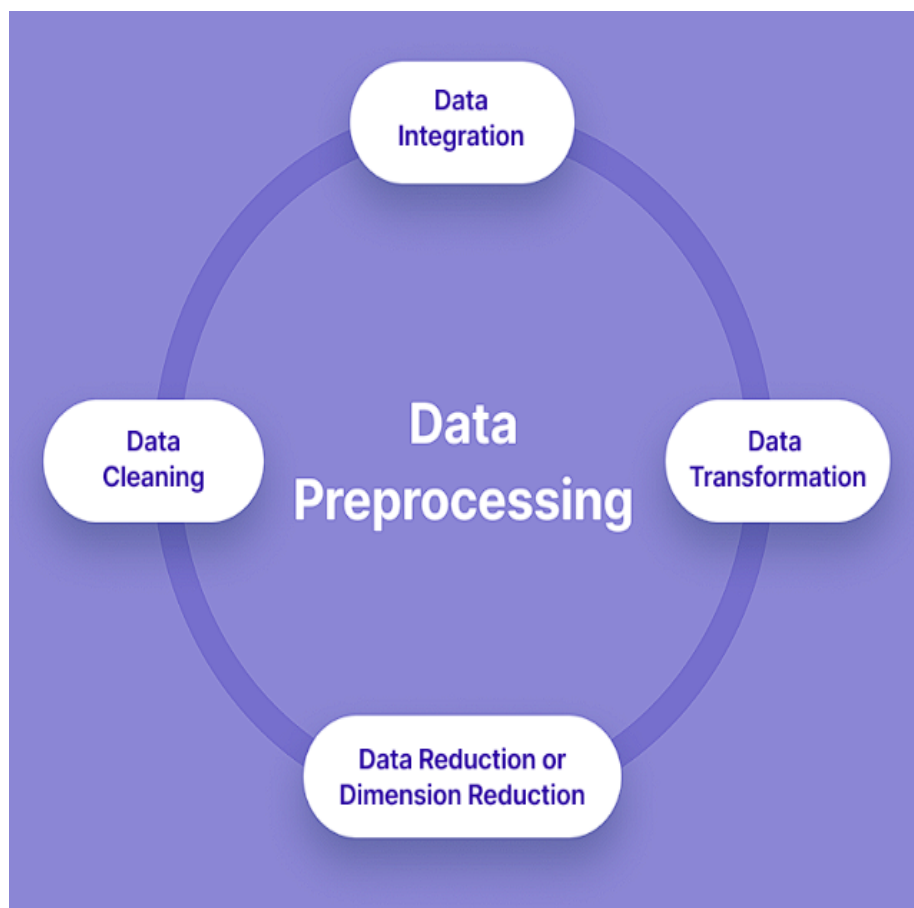 Data
Integration
Data
Cleaning
Data
Preprocessing
Data
Transformation
Data Reduction or
Dimension Reduction